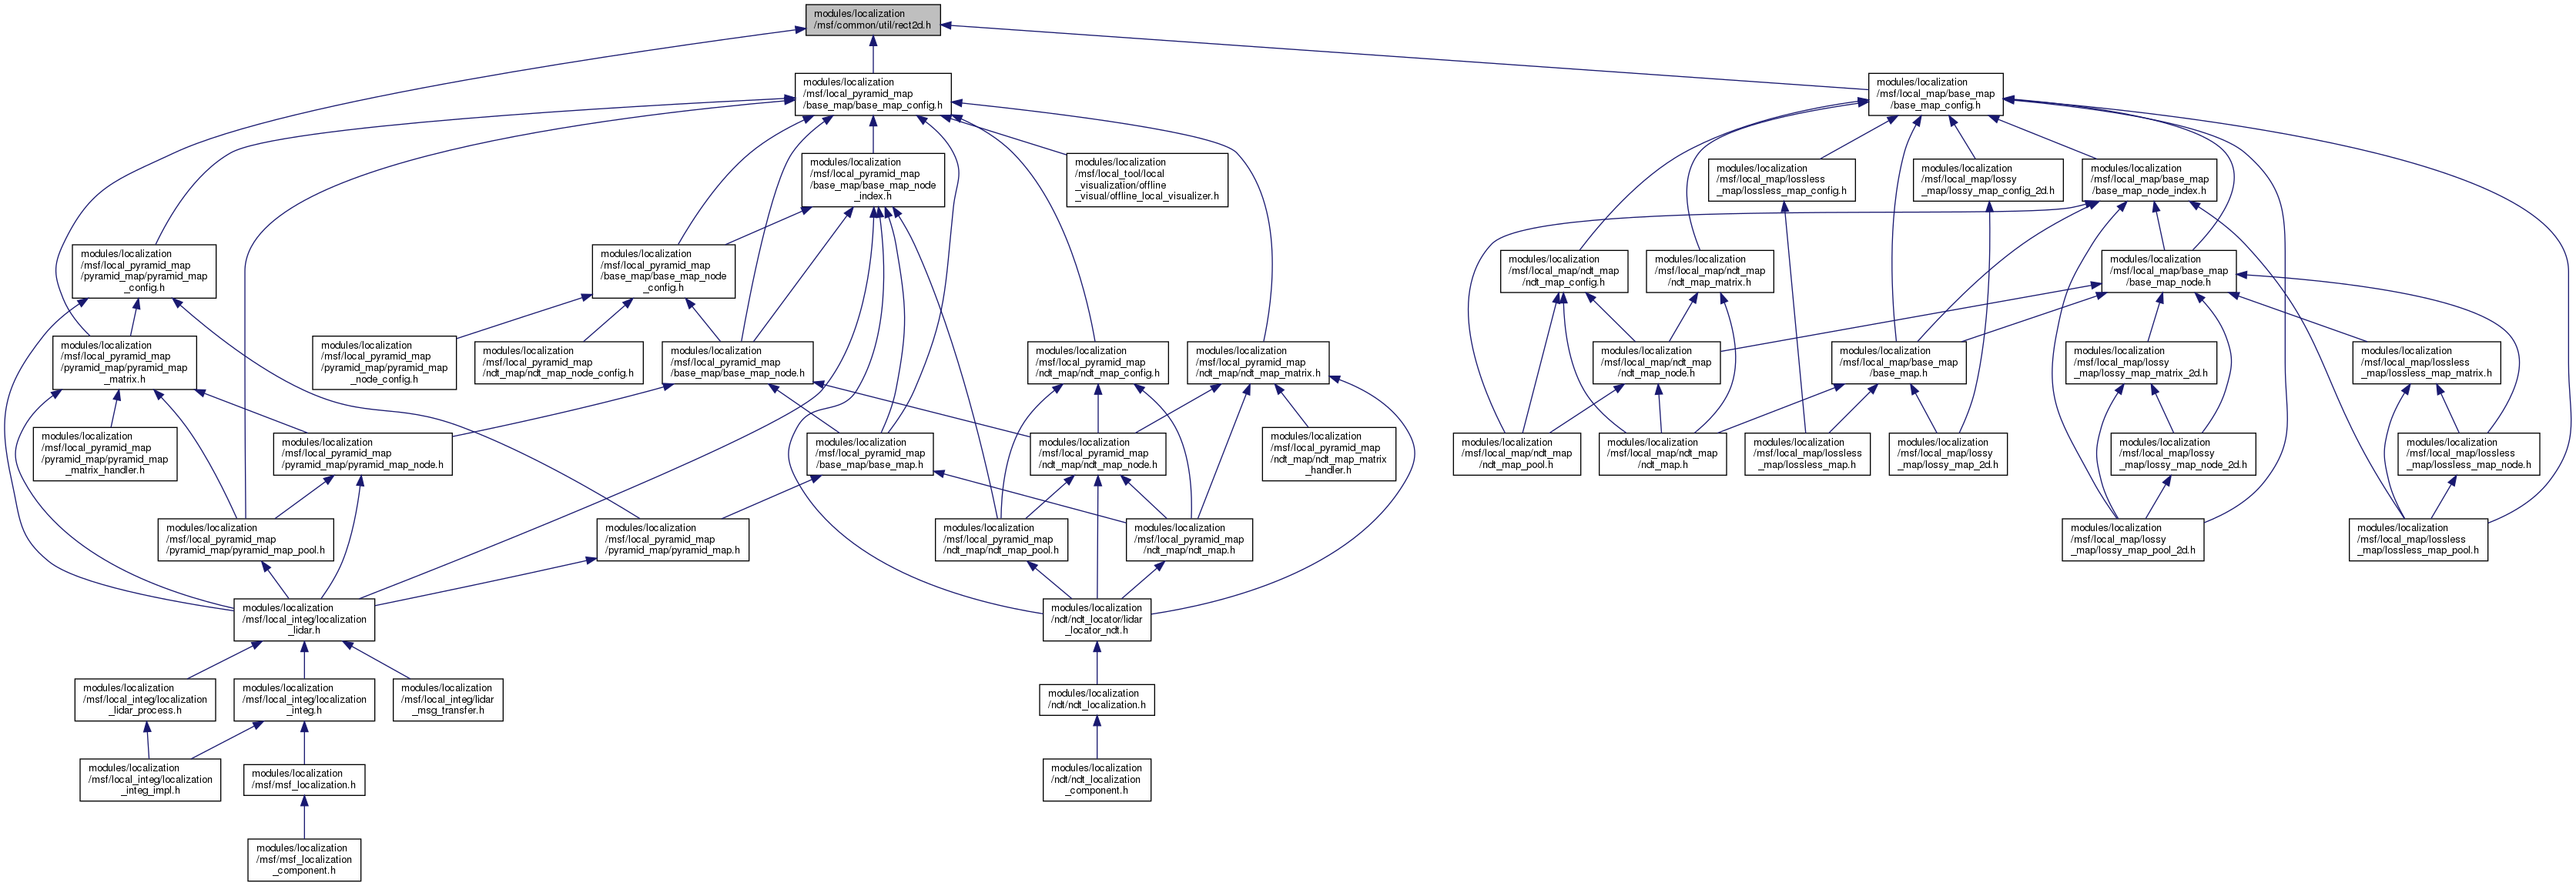 modules/localization
/msf/common/util/rect2d.h
modules/localization
/msf/local_pyramid_map
/base_map/base_map_config.h
modules/localization
/msf/local_map/base_map
/base_map_config.h
modules/localization
/msf/local_pyramid_map
/base_map/base_map_node
_index.h
modules/localization
/msf/local_tool/local
_visualization/offline
_visual/offline_local_visualizer.h
modules/localization
/msf/local_map/lossless
_map/lossless_map_config.h
modules/localization
/msf/local_map/lossy
_map/lossy_map_config_2d.h
modules/localization
/msf/local_map/base_map
/base_map_node_index.h
modules/localization
/msf/local_pyramid_map
/pyramid_map/pyramid_map
_config.h
modules/localization
/msf/local_pyramid_map
/base_map/base_map_node
_config.h
modules/localization
/msf/local_map/ndt_map
/ndt_map_config.h
modules/localization
/msf/local_map/ndt_map
/ndt_map_matrix.h
modules/localization
/msf/local_map/base_map
/base_map_node.h
modules/localization
/msf/local_pyramid_map
/pyramid_map/pyramid_map
_matrix.h
modules/localization
/msf/local_pyramid_map
/pyramid_map/pyramid_map
_node_config.h
modules/localization
/msf/local_pyramid_map
/ndt_map/ndt_map_node_config.h
modules/localization
/msf/local_pyramid_map
/base_map/base_map_node.h
modules/localization
/msf/local_pyramid_map
/ndt_map/ndt_map_config.h
modules/localization
/msf/local_pyramid_map
/ndt_map/ndt_map_matrix.h
modules/localization
/msf/local_map/ndt_map
/ndt_map_node.h
modules/localization
/msf/local_map/base_map
/base_map.h
modules/localization
/msf/local_map/lossy
_map/lossy_map_matrix_2d.h
modules/localization
/msf/local_map/lossless
_map/lossless_map_matrix.h
modules/localization
/msf/local_pyramid_map
/pyramid_map/pyramid_map
_matrix_handler.h
modules/localization
/msf/local_pyramid_map
/pyramid_map/pyramid_map_node.h
modules/localization
/msf/local_pyramid_map
/base_map/base_map.h
modules/localization
/msf/local_pyramid_map
/ndt_map/ndt_map_node.h
modules/localization
/msf/local_pyramid_map
/ndt_map/ndt_map_matrix
_handler.h
modules/localization
/msf/local_map/ndt_map
/ndt_map_pool.h
modules/localization
/msf/local_map/ndt_map
/ndt_map.h
modules/localization
/msf/local_map/lossless
_map/lossless_map.h
modules/localization
/msf/local_map/lossy
_map/lossy_map_2d.h
modules/localization
/msf/local_map/lossy
_map/lossy_map_node_2d.h
modules/localization
/msf/local_map/lossless
_map/lossless_map_node.h
modules/localization
/msf/local_pyramid_map
/pyramid_map/pyramid_map_pool.h
modules/localization
/msf/local_pyramid_map
/pyramid_map/pyramid_map.h
modules/localization
/msf/local_pyramid_map
/ndt_map/ndt_map_pool.h
modules/localization
/msf/local_pyramid_map
/ndt_map/ndt_map.h
modules/localization
/msf/local_map/lossy
_map/lossy_map_pool_2d.h
modules/localization
/msf/local_map/lossless
_map/lossless_map_pool.h
modules/localization
/msf/local_integ/localization
_lidar.h
modules/localization
/ndt/ndt_locator/lidar
_locator_ndt.h
modules/localization
/msf/local_integ/localization
_lidar_process.h
modules/localization
/msf/local_integ/localization
_integ.h
modules/localization
/msf/local_integ/lidar
_msg_transfer.h
modules/localization
/ndt/ndt_localization.h
modules/localization
/msf/local_integ/localization
_integ_impl.h
modules/localization
/msf/msf_localization.h
modules/localization
/ndt/ndt_localization
_component.h
modules/localization
/msf/msf_localization
_component.h